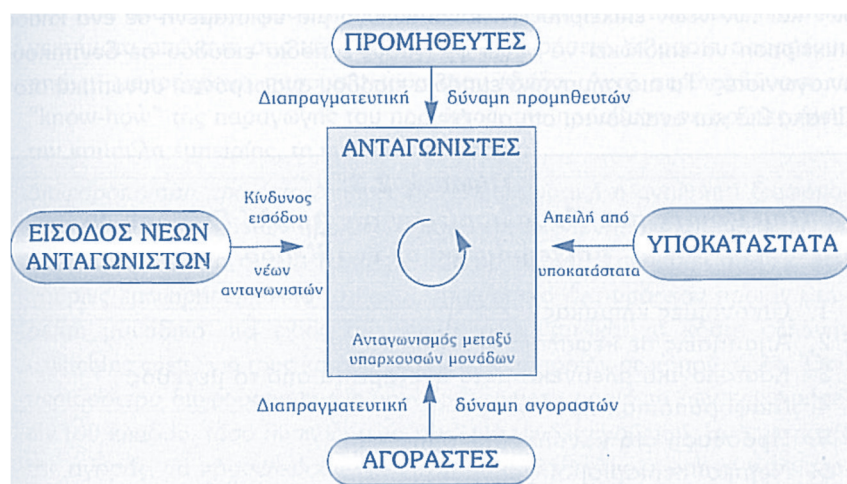 ΠΡΟΜΗΘΕΥΤΕΣ
Διαπραγματευτική δύναμη προμηθευτών
ΑΝΤΑΓΩΝΙΣΤΕΣ
Κίνδυνος
εισόδου
ΕΙΣΟΔΟΣ ΝΕΩΝ
ΑΝΤΑΓΩΝΙΣΤΩΝ
νέων
ανταγωνιστών
Απειλή από
υποκατάστατα
ΥΠΟΚΑΤΑΣΤΑΤΑ
Ανταγωνισμός μεταξύ
υπαρχουσών μονάδων
Διαπραγματευτική δύναμη αγοραστών
ΑΓΟΡΑΣΤΕΣ